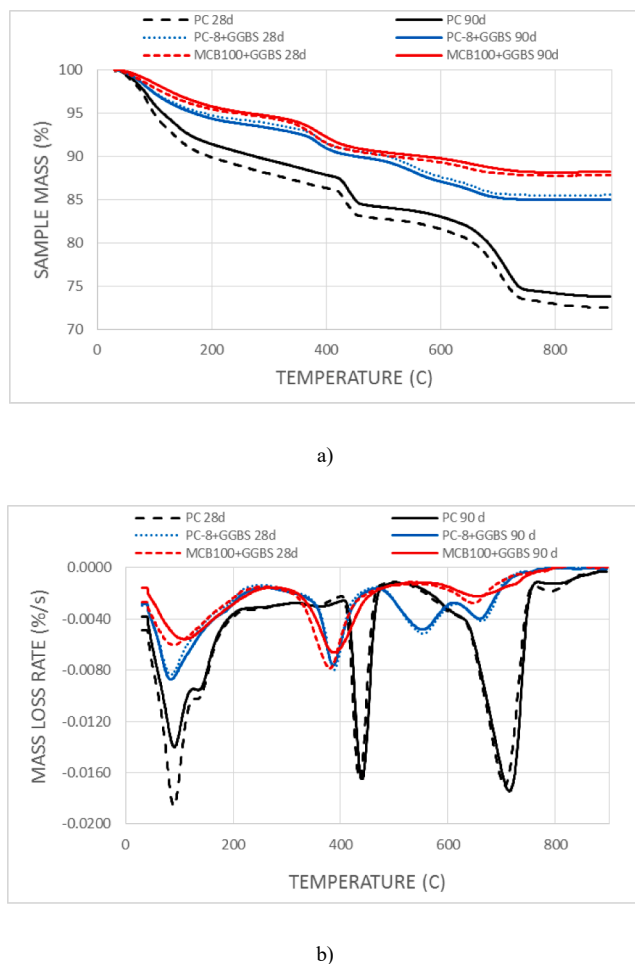 PC 28d PC 90d
PC-8+GGBS 28d PC-8+GGBS 90d
MCB100+GGBS 28d MCB100+GGBS 90d
100
95
90
85
80
75
70
SAMPLE MASS (%)
0 200 400 600 800
TEMPERATURE (C)
a)
PC 28d PC 90 d
PC-8+GGBS 28d PC-8+GGBS 90 d
MCB100+GGBS 28d MCB100+GGBS 90 d
0.0000
-0.0040
-0.0080
-0.0120
-0.0160
-0.0200
MASS LOSS RATE (%/s)
0 200 400 600 800
TEMPERATURE (C)
b)